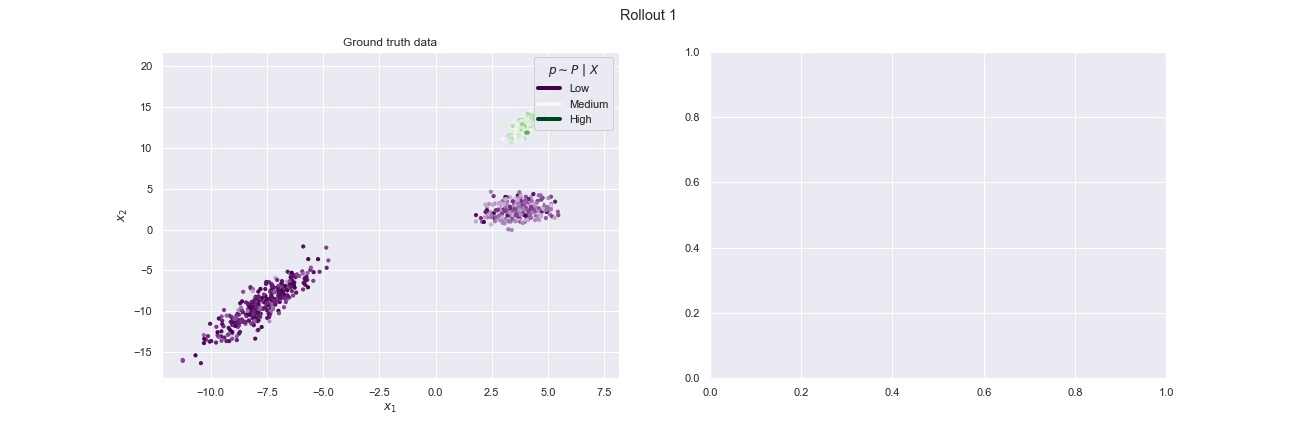 Rollout 1
Ground truth data
p ~ P | X
Low
Medium
High
x₂
20
15
10
5
0
−5
−10
−15
−10.0 −7.5 −5.0 −2.5 0.0 2.5 5.0 7.5
x₁
1.0
0.8
0.6
0.4
0.2
0.0
0.0 0.2 0.4 0.6 0.8 1.0